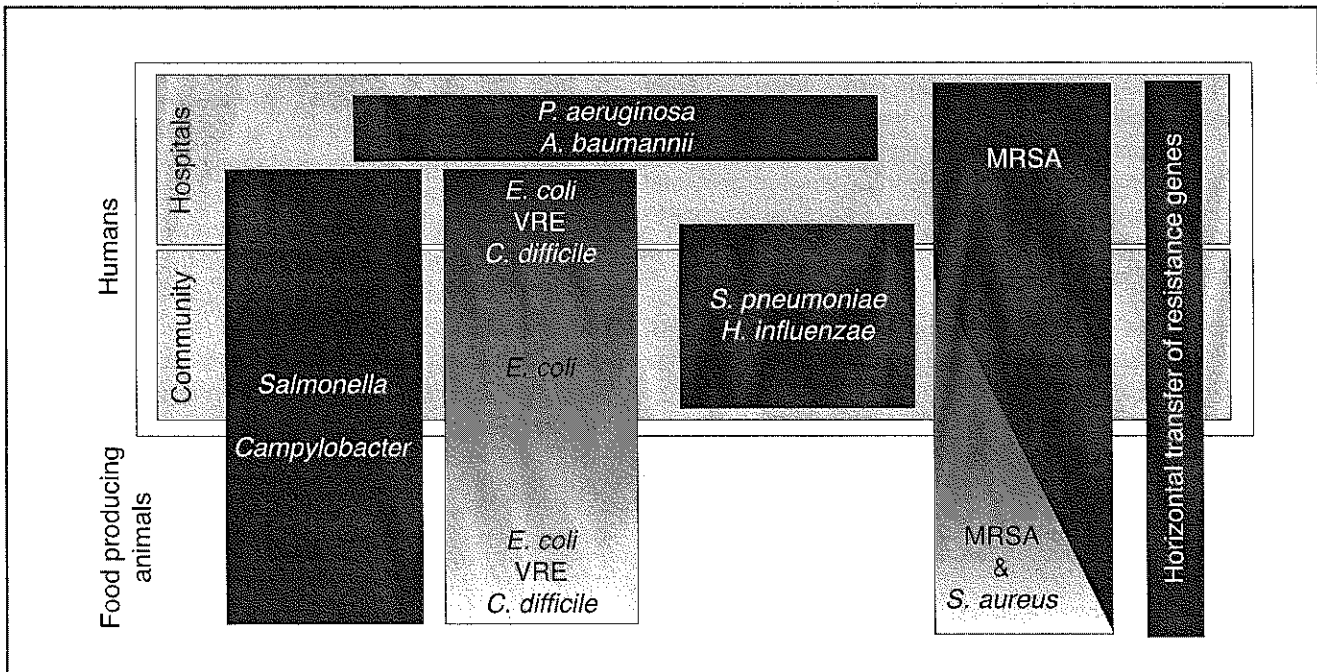 Humans
Hospitals
Community
Food producing
animals
P. aeruginosa
A. baumannii
Salmonella
Campylobacter
E. coli
VRE
C. difficile
E. coli
E. coli
VRE
C. difficile
S. pneumoniae
H. influenzae
MRSA
MRSA
&
S. aureus
Horizontal transfer of resistance genes